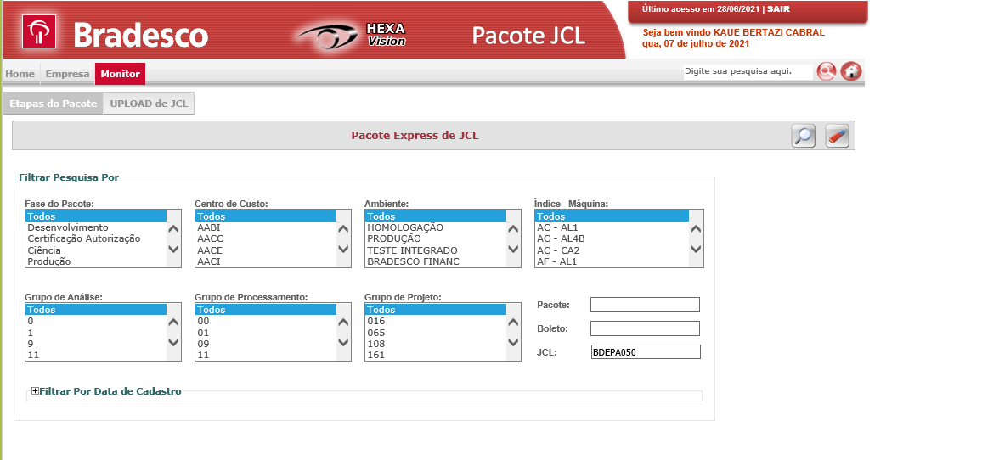 Último acesso em 28/06/2021 | SAIR
Bradesco
HEXA
Vision
Pacote JCL
Seja bem vindo KAUE BERTAZI CABRAL
qua, 07 de julho de 2021
Home Empresa Monitor
Digite sua pesquisa aqui.
Etapas do Pacote UPLOAD de JCL
Pacote Express de JCL
Filtrar Pesquisa Por
Fase do Pacote:
Todos
Desenvolvimento
Certificação Autorização
Ciência
Produção
Centro de Custo:
Todos
AABI
AACC
AACE
AACI
Ambiente:
Todos
HOMOLOGAÇÃO
PRODUÇÃO
TESTE INTEGRADO
BRADESCO FINANC
Índice - Máquina:
Todos
AC - AL1
AC - AL4B
AC - CA2
AF - AL1
Grupo de Análise:
Todos
0
1
9
11
Grupo de Processamento:
Todos
00
01
09
11
Grupo de Projeto:
Todos
016
065
108
161
Pacote:
Boleto:
JCL: BDEPA050
Filtrar Por Data de Cadastro